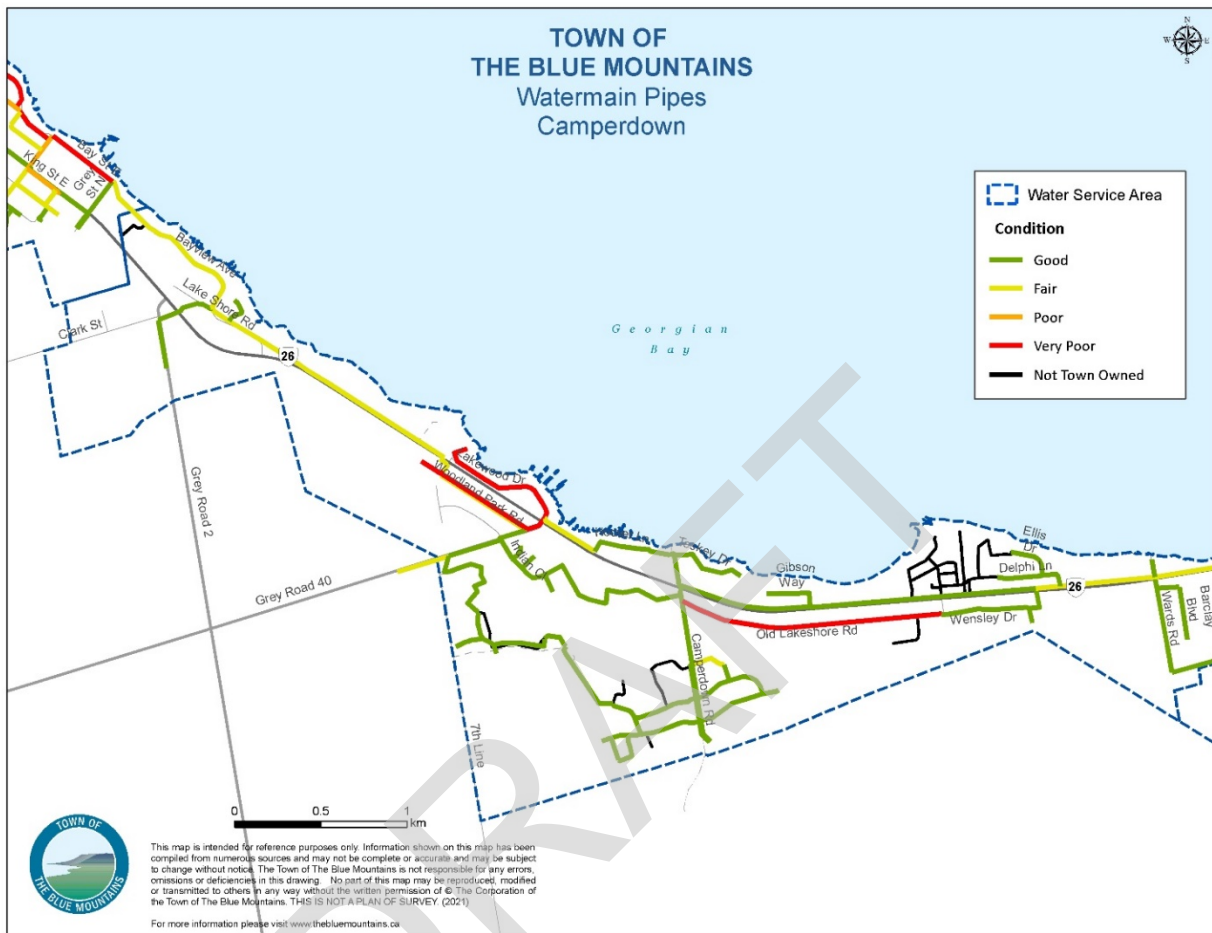 TOWN OF
THE BLUE MOUNTAINS
Watermain Pipes
Camperdown
N
W E
S
Water Service Area
Condition
Good
Fair
Poor
Very Poor
Not Town Owned
Georgian
Bay
King St E
Grey
St N
Bayview Ave
Lake Shore Rd
Clark St
26
Lakewood Dr
Woodland Park Rd
Grey Road 2
Grey Road 40
7th Line
Teskey Dr
Gibson
Way
Old Lakeshore Rd
Camperdown Rd
Ellis
Dr
Delphi Ln
26
Wensley Dr
Wards Rd
Barclay
Blvd
DRAFT
0 0.5 1
km
TOWN OF
THE BLUE MOUNTAINS
This map is intended for reference purposes only. Information shown on this map has been
compiled from numerous sources and may not be complete or accurate and may be subject
to change without notice. The Town of The Blue Mountains is not responsible for any errors,
omissions or deficiencies in this drawing. No part of this map may be reproduced, modified
or transmitted to others in any way without the written permission of © The Corporation of
the Town of The Blue Mountains. THIS IS NOT A PLAN OF SURVEY. (2021)
For more information please visit www.thebluemountains.ca